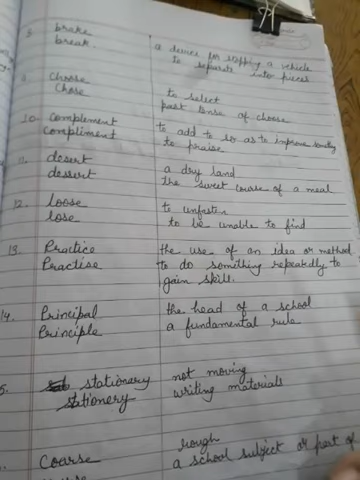 8. brake a device for stopping a vehicle
break. to separate into pieces
9. Choose to select
Chose past tense of choose
10. Complement to add to so as to improve
Compliment to praise
11. desert a dry land
dessert the sweet course of a meal
12. loose to unfasten
lose to be unable to find
13. Practice the use of an idea or method
Practise to do something repeatedly to
gain skill.
14. Principal the head of a school
Principle a fundamental rule
5. stationary not moving
stationery writing materials
rough
Coarse a school subject or part of